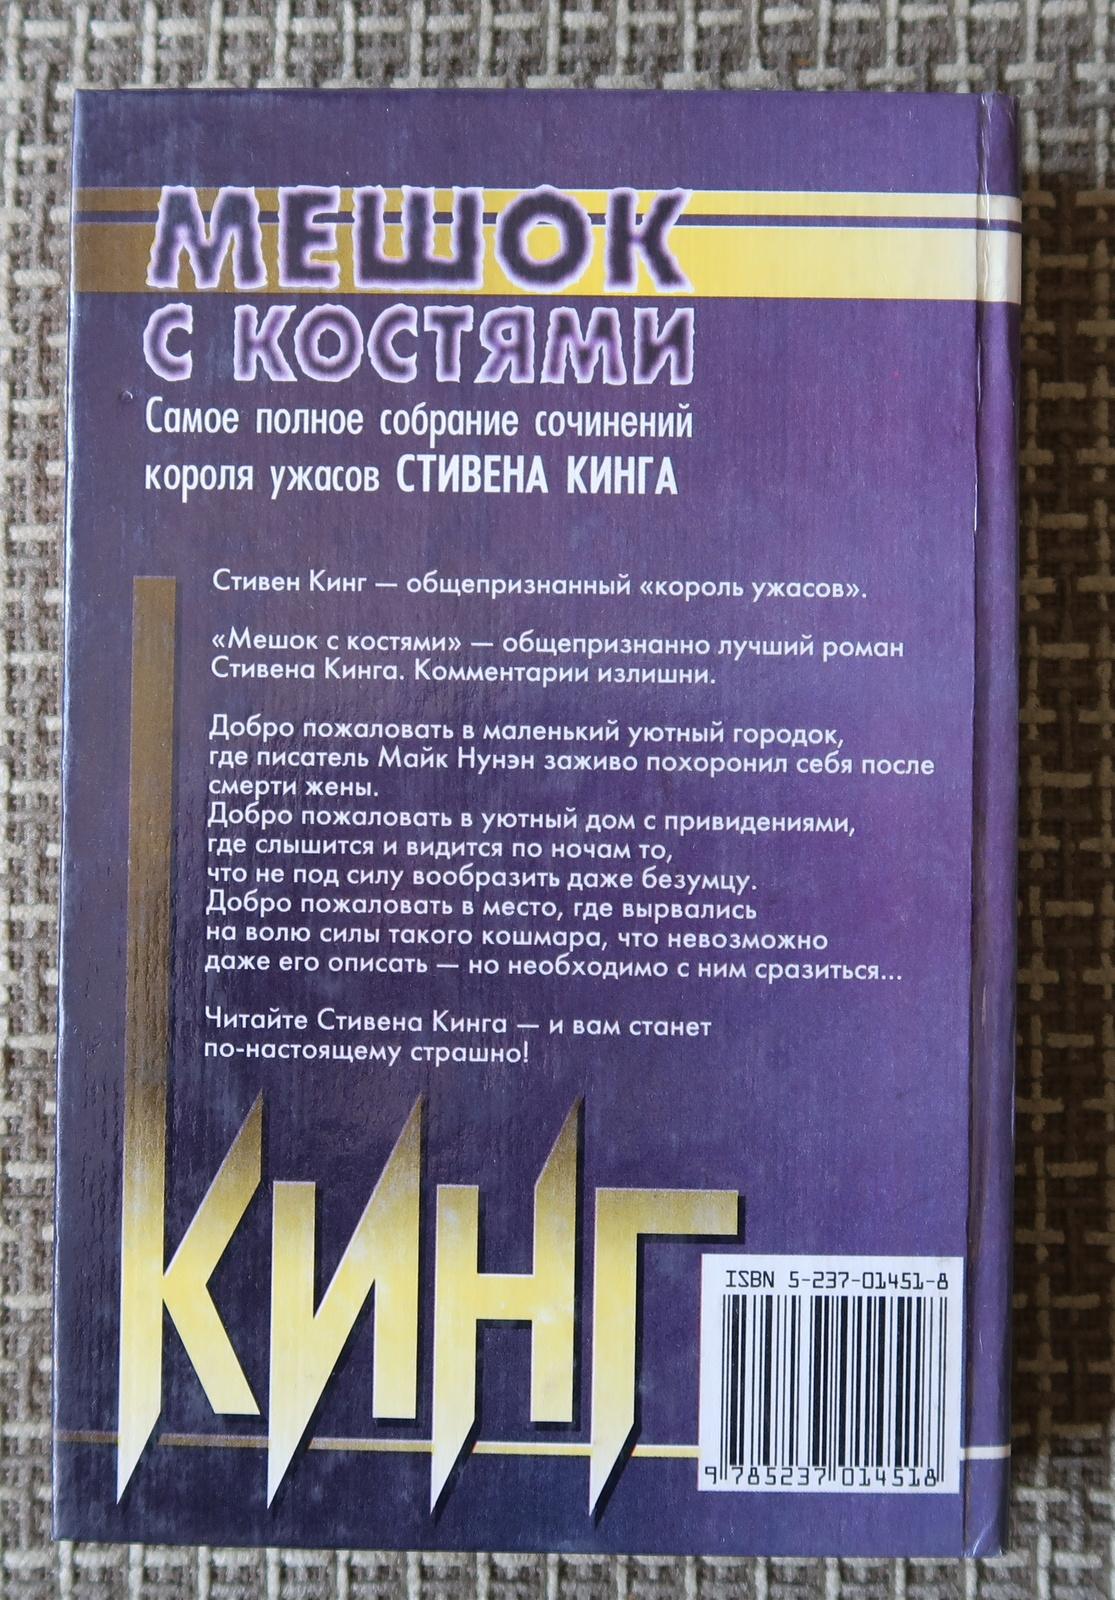 МЕШОК
С КОСТЯМИ
Самое полное собрание сочинений
короля ужасов СТИВЕНА КИНГА
Стивен Кинг — общепризнанный «король ужасов».
«Мешок с костями» — общепризнанно лучший роман
Стивена Кинга. Комментарии излишни.
Добро пожаловать в маленький уютный городок,
где писатель Майк Нунэн заживо похоронил себя после
смерти жены.
Добро пожаловать в уютный дом с привидениями,
где слышится и видится по ночам то,
что не под силу вообразить даже безумцу.
Добро пожаловать в место, где вырвались
на волю силы такого кошмара, что невозможно
даже его описать — но необходимо с ним сразиться...
Читайте Стивена Кинга — и вам станет
по-настоящему страшно!
КИНГ
ISBN 5-237-01451-8
9 785237 014518